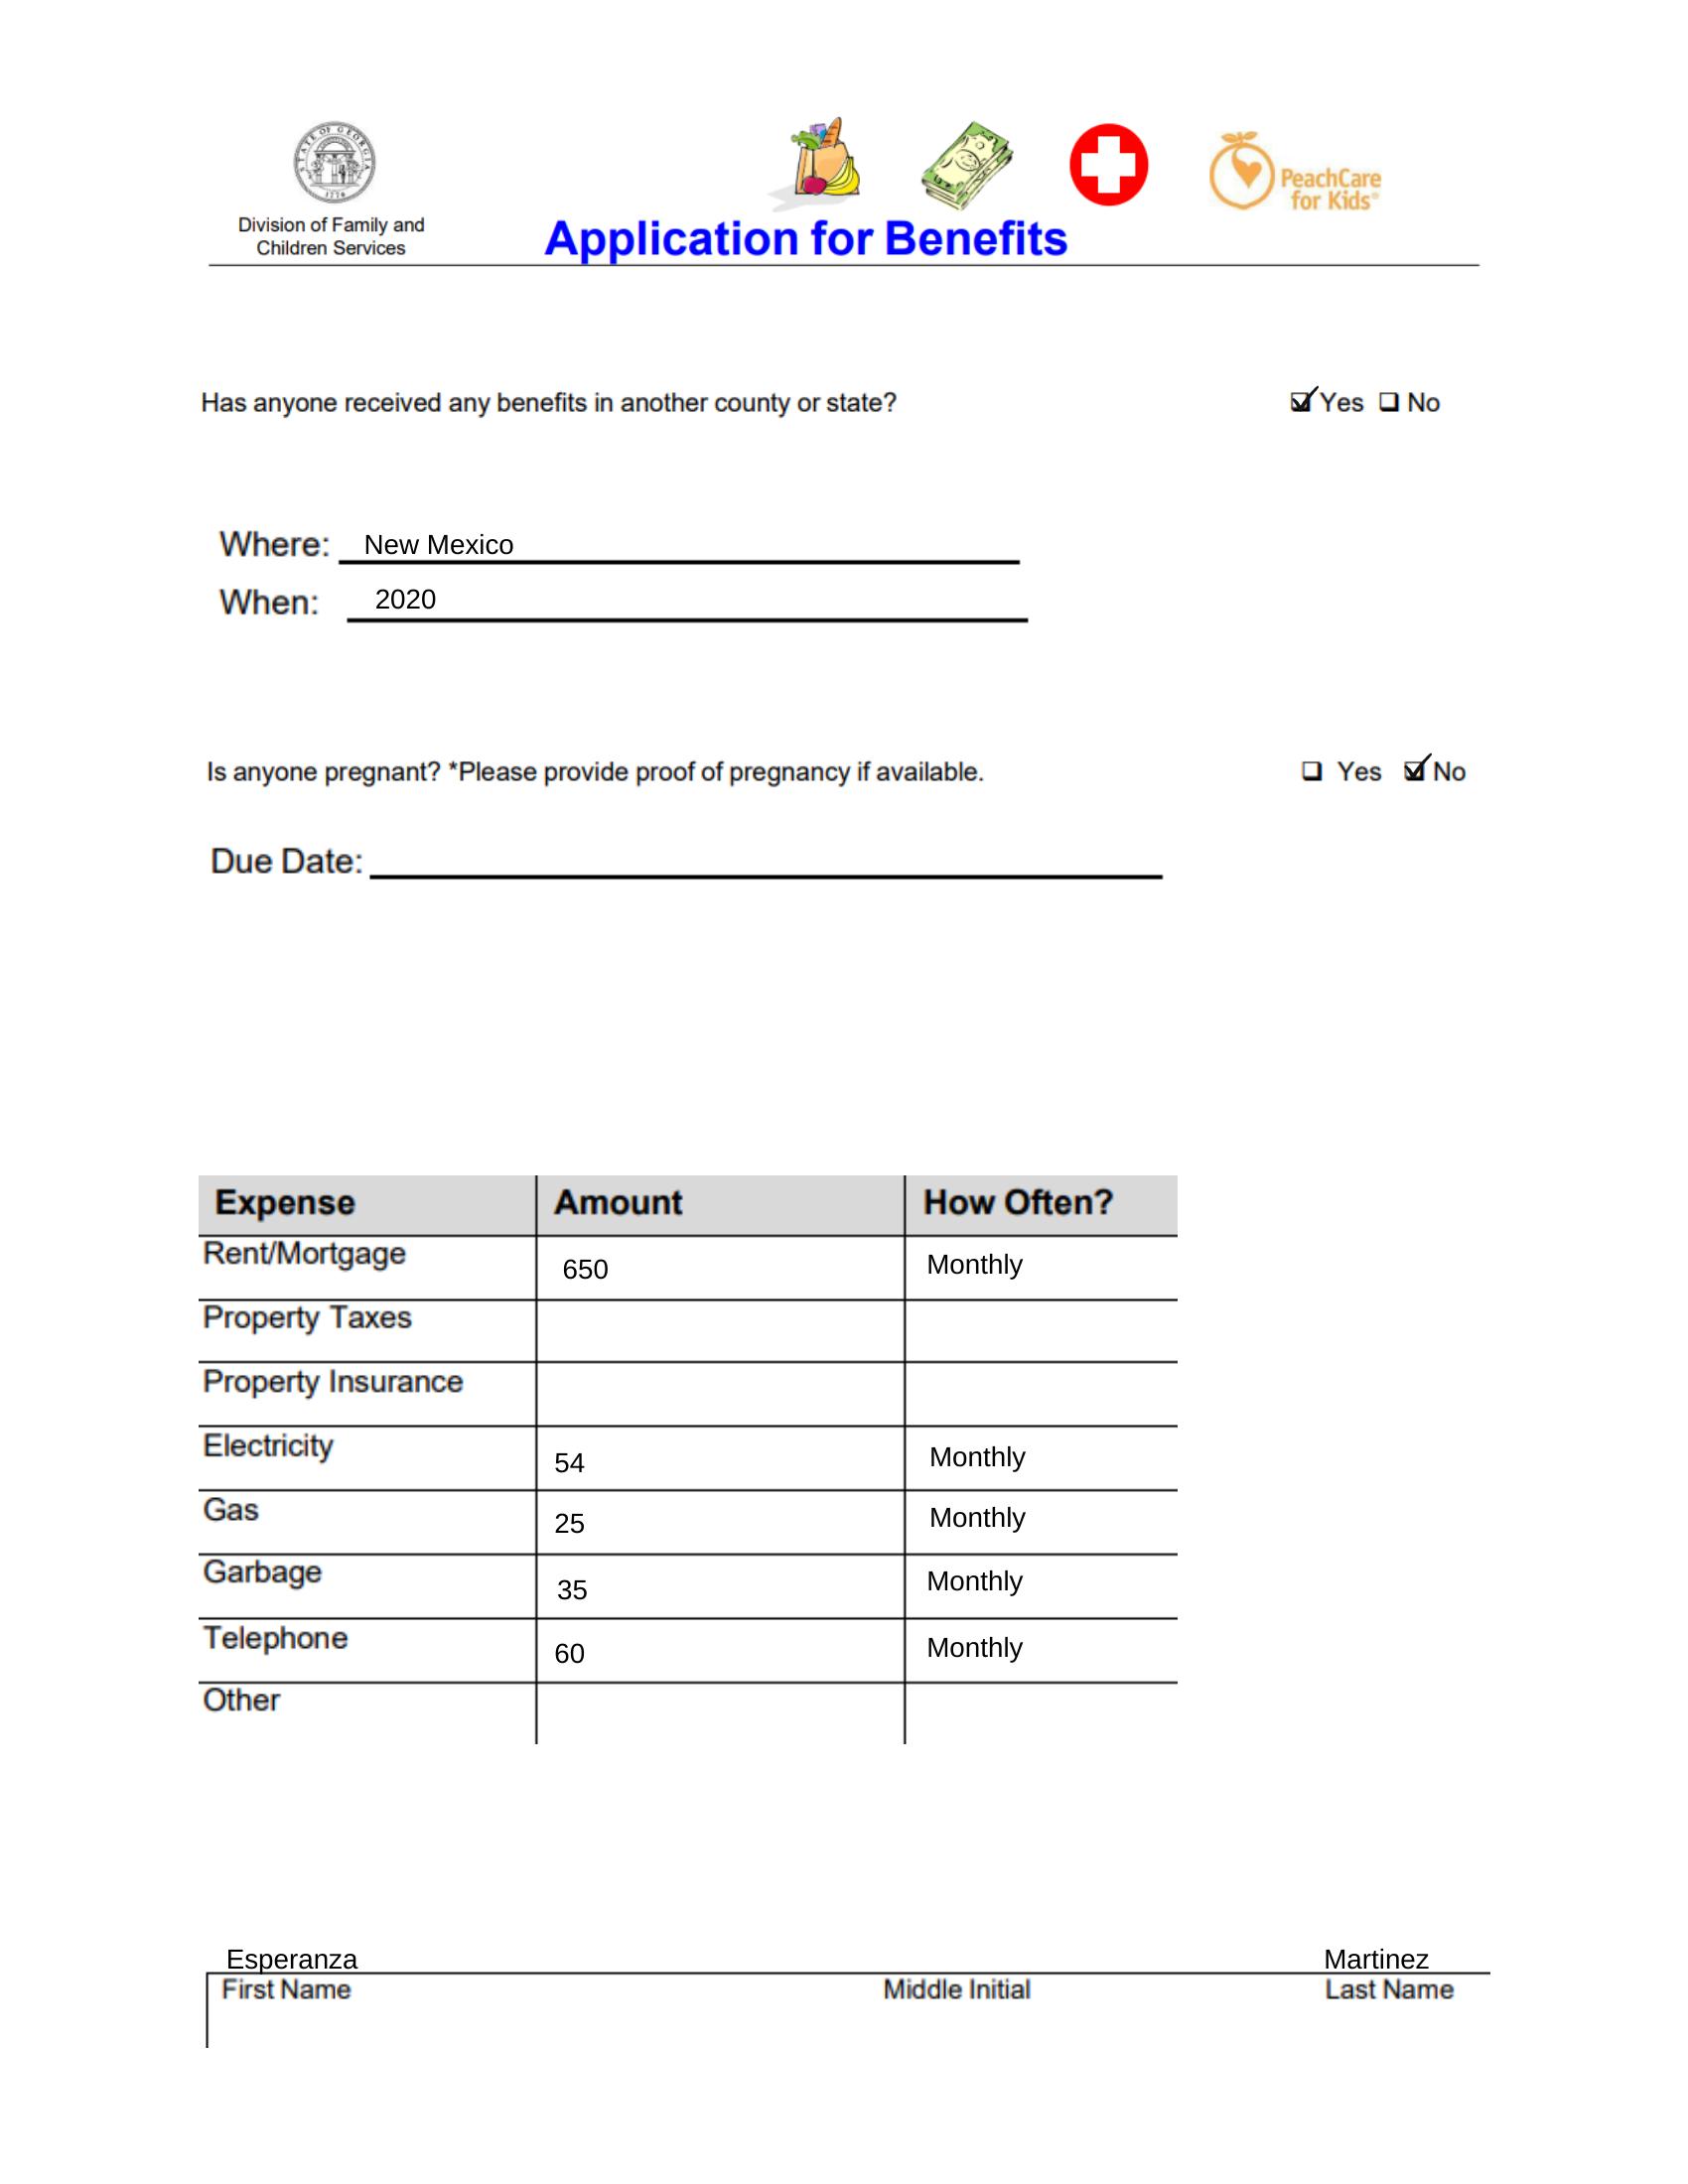 STATE OF GEORGIA
1776
Division of Family and
Children Services
Application for Benefits
PeachCare
for Kids®
Has anyone received any benefits in another county or state? Yes No
Where: New Mexico
When: 2020
Is anyone pregnant? *Please provide proof of pregnancy if available. Yes No
Due Date:
Expense Amount How Often?
Rent/Mortgage 650 Monthly
Property Taxes
Property Insurance
Electricity 54 Monthly
Gas 25 Monthly
Garbage 35 Monthly
Telephone 60 Monthly
Other
Esperanza Martinez
First Name Middle Initial Last Name